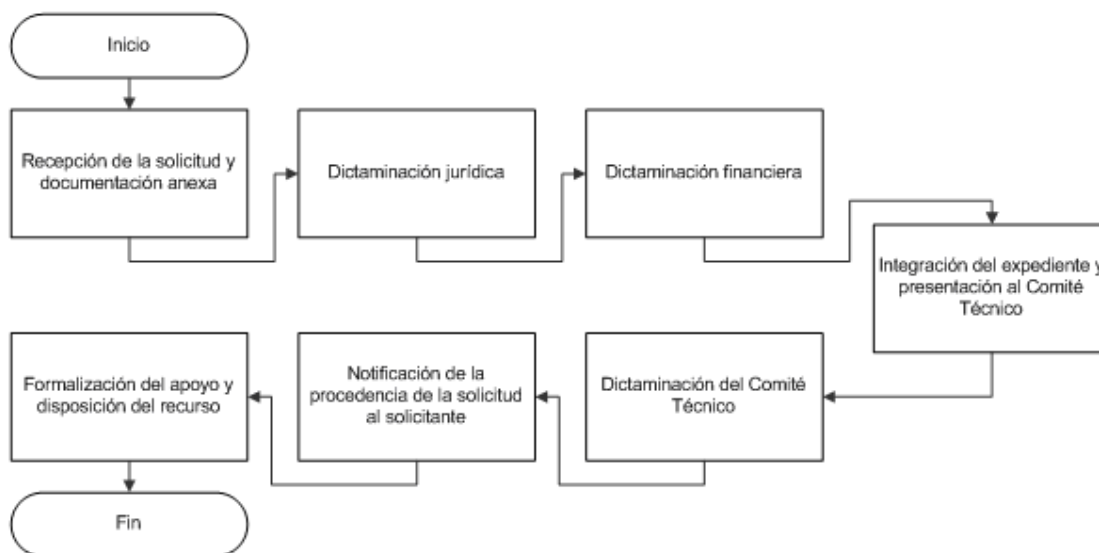 Inicio
Recepción de la solicitud y
documentación anexa
Dictaminación jurídica
Dictaminación financiera
Integración del expediente y
presentación al Comité
Técnico
Dictaminación del Comité
Técnico
Notificación de la
procedencia de la solicitud
al solicitante
Formalización del apoyo y
disposición del recurso
Fin